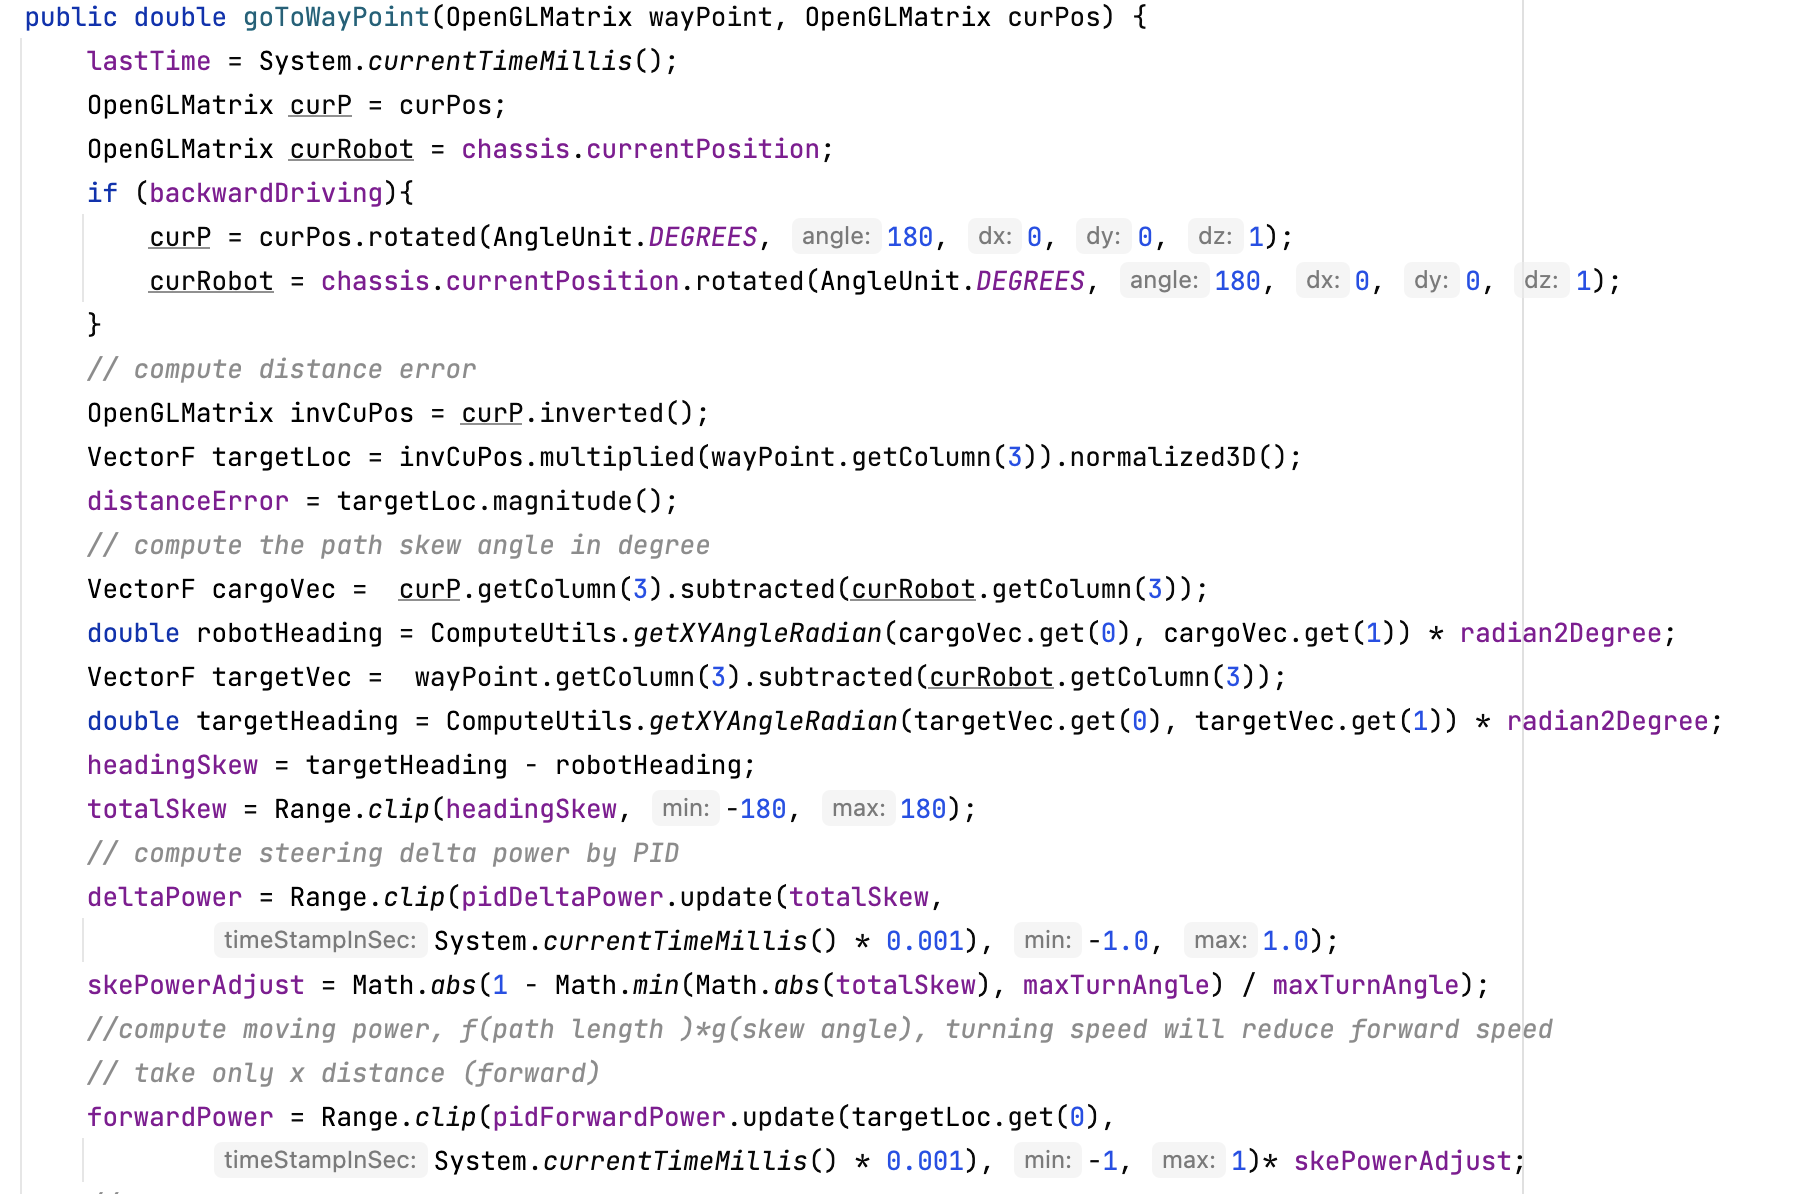 public double goToWayPoint(OpenGLMatrix wayPoint, OpenGLMatrix curPos) {
lastTime = System.currentTimeMillis();
OpenGLMatrix curP = curPos;
OpenGLMatrix curRobot = chassis.currentPosition;
if (backwardDriving){
curP = curPos.rotated(AngleUnit.DEGREES, angle: 180, dx: 0, dy: 0, dz: 1);
curRobot = chassis.currentPosition.rotated(AngleUnit.DEGREES, angle: 180, dx: 0, dy: 0, dz: 1);
}
// compute distance error
OpenGLMatrix invCuPos = curP.inverted();
VectorF targetLoc = invCuPos.multiplied(wayPoint.getColumn(3)).normalized3D();
distanceError = targetLoc.magnitude();
// compute the path skew angle in degree
VectorF cargoVec =  curP.getColumn(3).subtracted(curRobot.getColumn(3));
double robotHeading = ComputeUtils.getXYAngleRadian(cargoVec.get(0), cargoVec.get(1)) * radian2Degree;
VectorF targetVec =  wayPoint.getColumn(3).subtracted(curRobot.getColumn(3));
double targetHeading = ComputeUtils.getXYAngleRadian(targetVec.get(0), targetVec.get(1)) * radian2Degree;
headingSkew = targetHeading - robotHeading;
totalSkew = Range.clip(headingSkew, min: -180, max: 180);
// compute steering delta power by PID
deltaPower = Range.clip(pidDeltaPower.update(totalSkew,
timeStampInSec: System.currentTimeMillis() * 0.001), min: -1.0, max: 1.0);
skePowerAdjust = Math.abs(1 - Math.min(Math.abs(totalSkew), maxTurnAngle) / maxTurnAngle);
//compute moving power, f(path length )*g(skew angle), turning speed will reduce forward speed
// take only x distance (forward)
forwardPower = Range.clip(pidForwardPower.update(targetLoc.get(0),
timeStampInSec: System.currentTimeMillis() * 0.001), min: -1, max: 1)* skePowerAdjust;